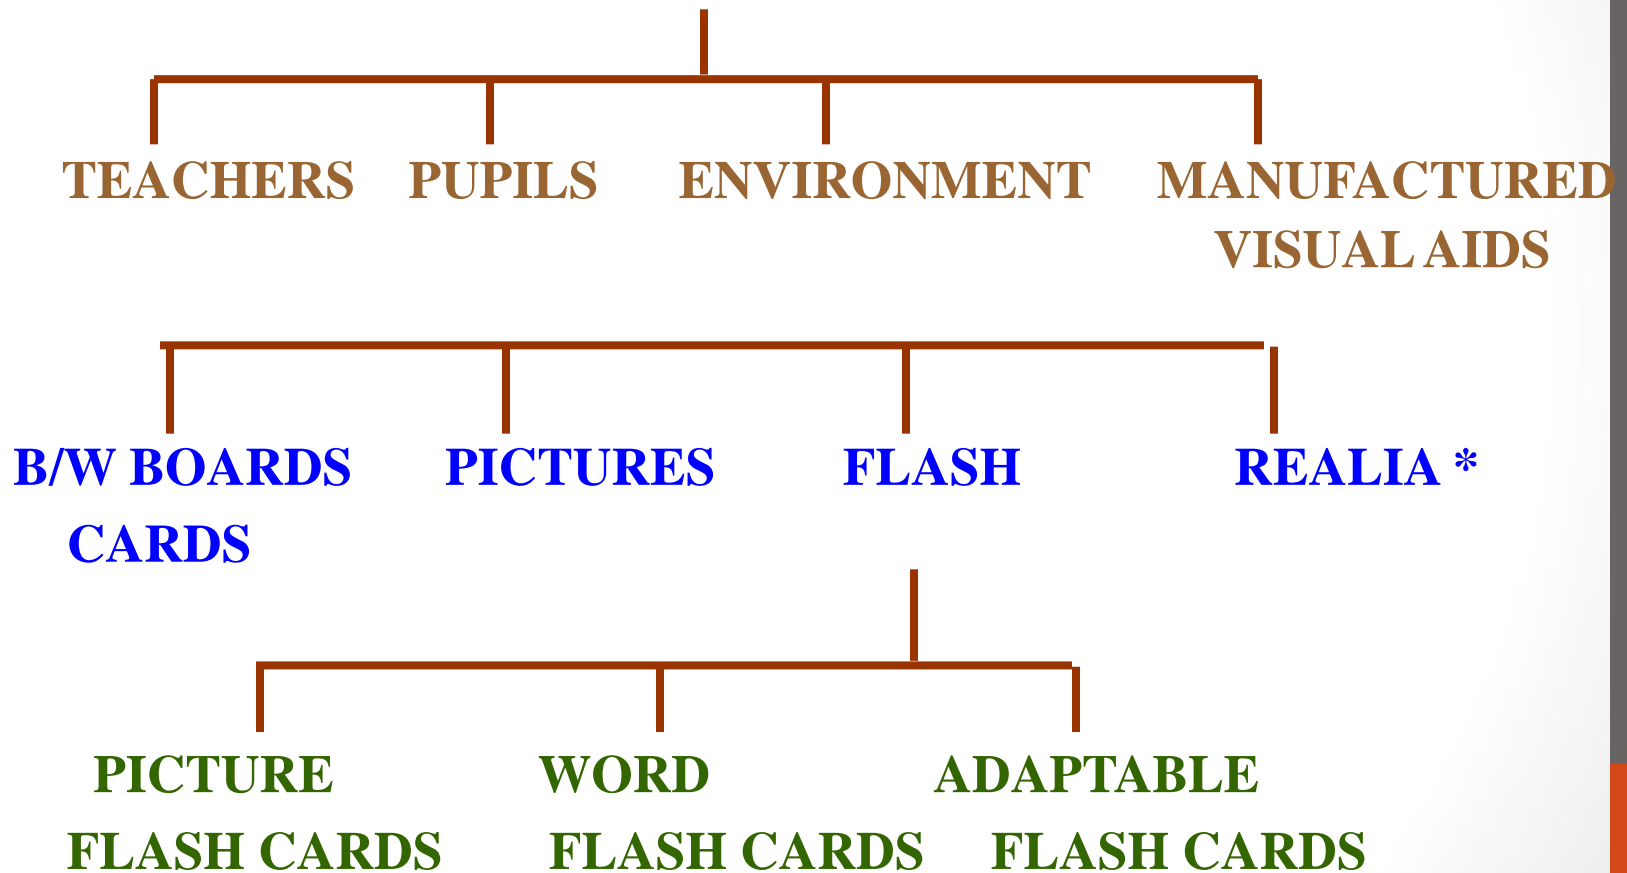 TEACHERS PUPILS ENVIRONMENT MANUFACTURED
VISUAL AIDS
B/W BOARDS PICTURES FLASH REALIA *
CARDS
PICTURE WORD ADAPTABLE
FLASH CARDS FLASH CARDS FLASH CARDS